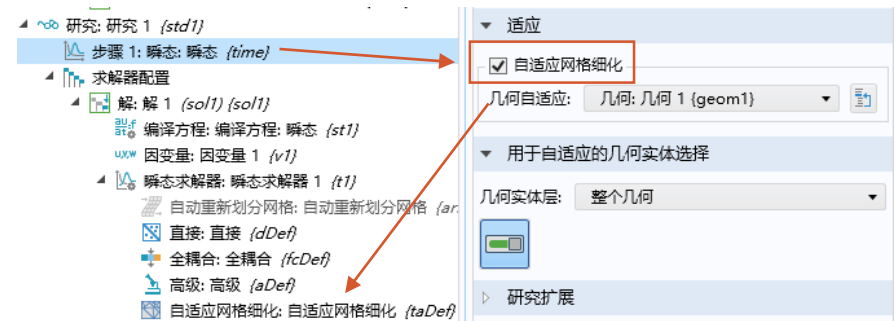 研究: 研究 1 {std1}
步骤 1: 瞬态: 瞬态 {time}
求解器配置
解: 解 1 (sol1) {sol1}
编译方程: 编译方程: 瞬态 {st1}
因变量: 因变量 1 {v1}
瞬态求解器: 瞬态求解器 1 {t1}
自动重新划分网格: 自动重新划分网格 {ar
直接: 直接 {dDef}
全耦合: 全耦合 {fcDef}
高级: 高级 {aDef}
自适应网格细化: 自适应网格细化 {taDef}
适应
自适应网格细化
几何自适应: 几何: 几何 1 {geom1}
用于自适应的几何实体选择
几何实体层: 整个几何
研究扩展